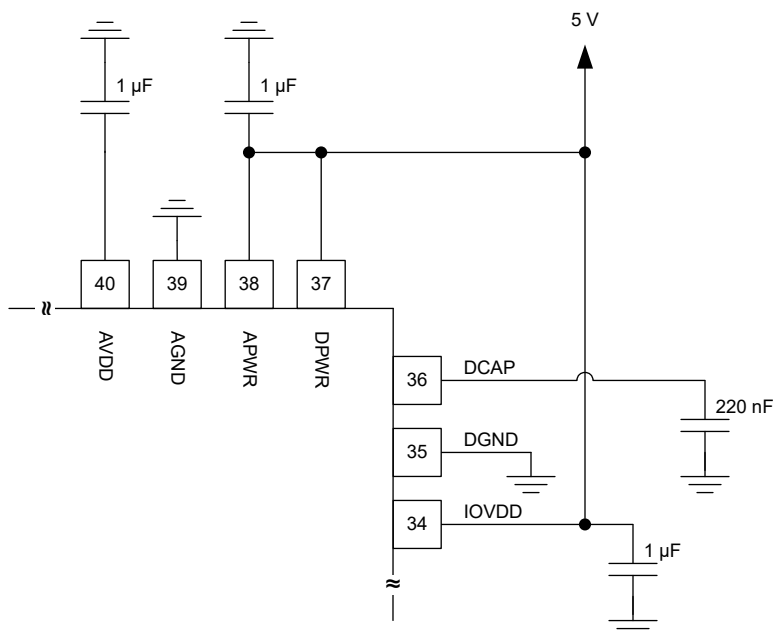 5 V
1 µF
1 µF
40
39
38
37
AVDD
AGND
APWR
DPWR
36
DCAP
220 nF
35
DGND
34
IOVDD
1 µF